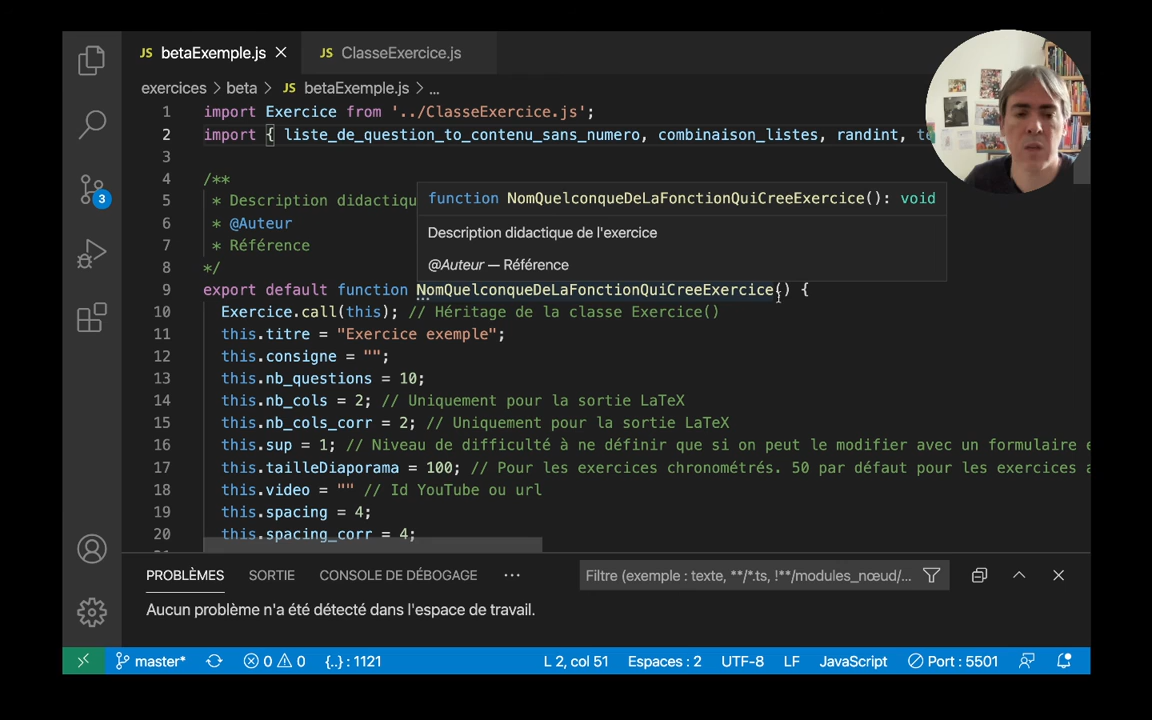 JS betaExemple.js
JS ClasseExercice.js
exercices > beta > JS betaExemple.js > ...
1 import Exercice from '../ClasseExercice.js';
2 import { liste_de_question_to_contenu_sans_numero, combinaison_listes, randint,
3
4 /**
5 * Description didactiqu
6 * @Auteur
7 * Référence
8 */
function NomQuelconqueDeLaFonctionQuiCreeExercice(): void
Description didactique de l'exercice
@Auteur — Référence
9 export default function NomQuelconqueDeLaFonctionQuiCreeExercice() {
10 Exercice.call(this); // Héritage de la classe Exercice()
11 this.titre = "Exercice exemple";
12 this.consigne = "";
13 this.nb_questions = 10;
14 this.nb_cols = 2; // Uniquement pour la sortie LaTeX
15 this.nb_cols_corr = 2; // Uniquement pour la sortie LaTeX
16 this.sup = 1; // Niveau de difficulté à ne définir que si on peut le modifier avec un formulaire
17 this.tailleDiaporama = 100; // Pour les exercices chronométrés. 50 par défaut pour les exercices
18 this.video = "" // Id YouTube ou url
19 this.spacing = 4;
20 this.spacing_corr = 4;
3
PROBLÈMES SORTIE CONSOLE DE DÉBOGAGE ...
Filtre (exemple : texte, **/*.ts, !**/modules_nœud/...
Aucun problème n'a été détecté dans l'espace de travail.
master* 0 0 {..} : 1121 L 2, col 51 Espaces : 2 UTF-8 LF JavaScript Port : 5501